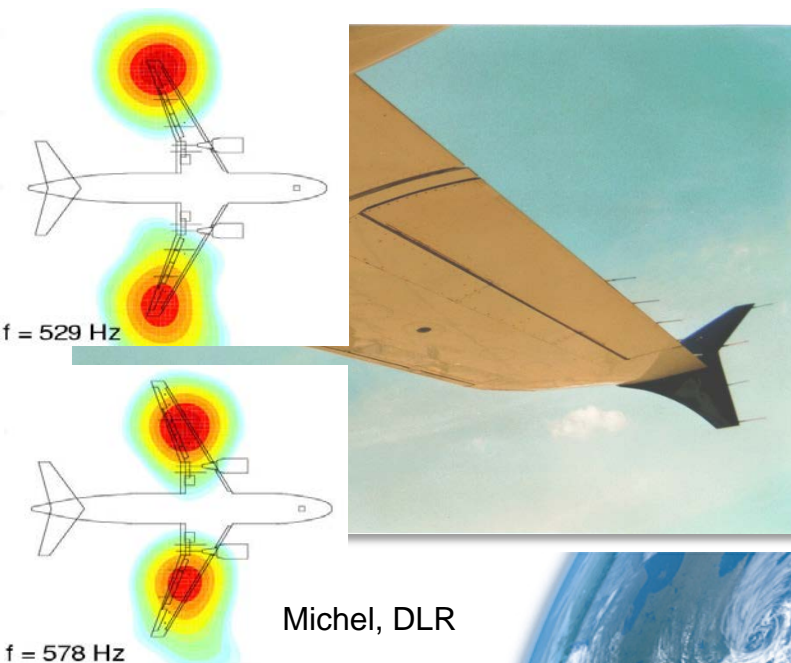 f = 529 Hz
f = 578 Hz
Michel, DLR